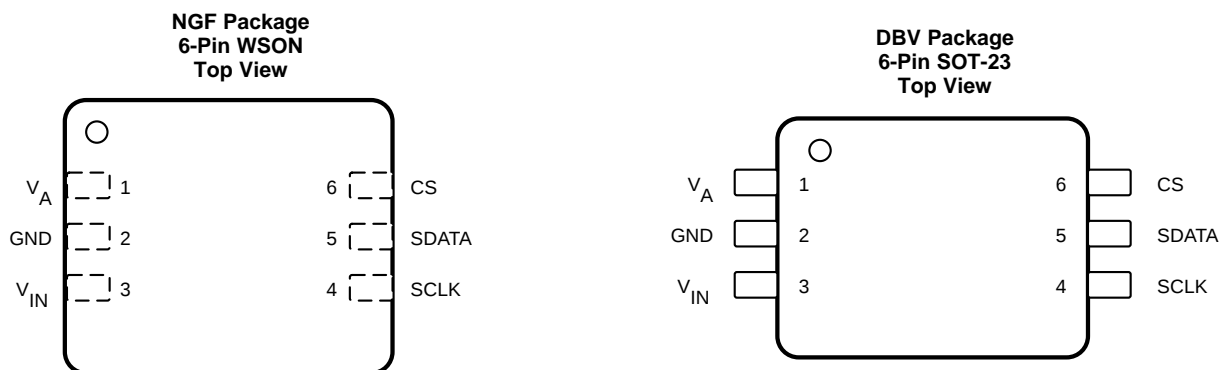 NGF Package
6-Pin WSON
Top View
VA 1 6 CS
GND 2 5 SDATA
VIN 3 4 SCLK
DBV Package
6-Pin SOT-23
Top View
VA 1 6 CS
GND 2 5 SDATA
VIN 3 4 SCLK